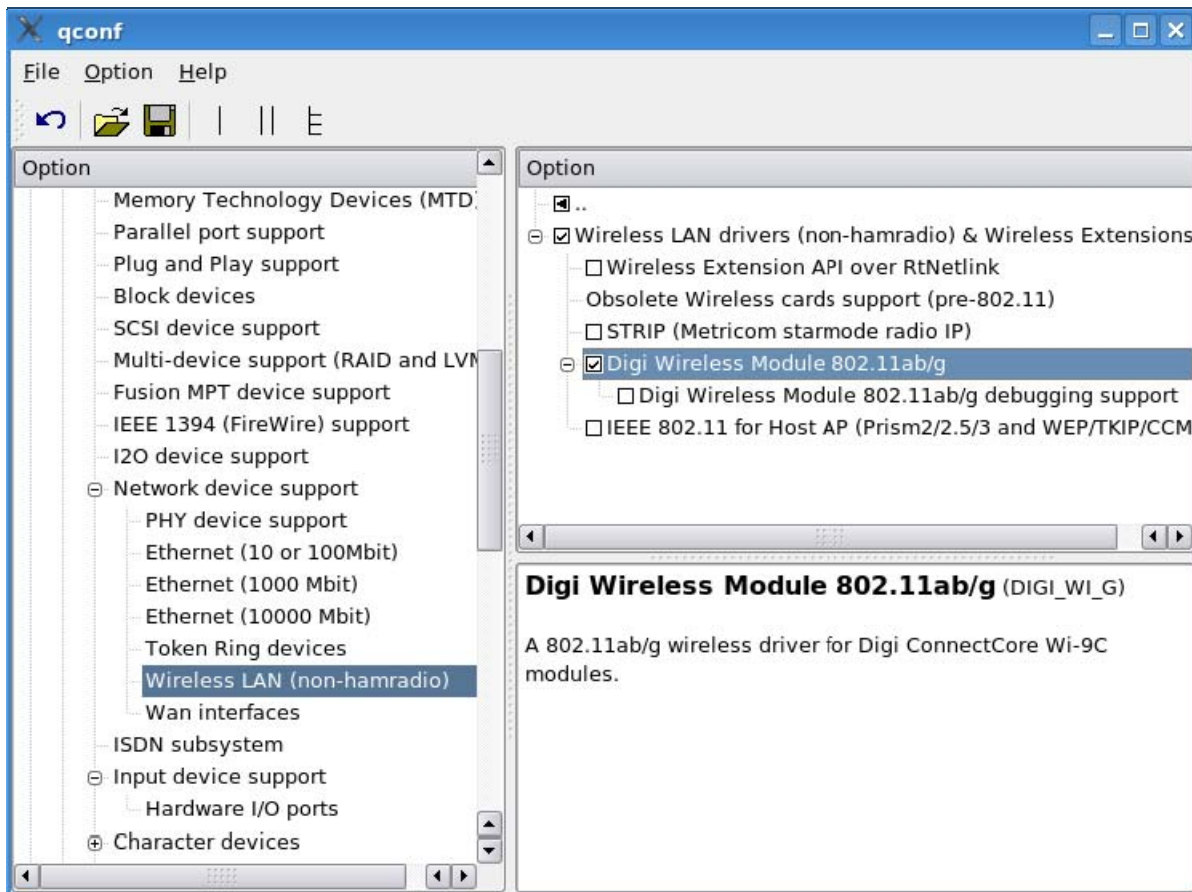 qconf
File Option Help
Option
Memory Technology Devices (MTD)
Parallel port support
Plug and Play support
Block devices
SCSI device support
Multi-device support (RAID and LVM
Fusion MPT device support
IEEE 1394 (FireWire) support
I2O device support
Network device support
PHY device support
Ethernet (10 or 100Mbit)
Ethernet (1000 Mbit)
Ethernet (10000 Mbit)
Token Ring devices
Wireless LAN (non-hamradio)
Wan interfaces
ISDN subsystem
Input device support
Hardware I/O ports
Character devices
Option
..
Wireless LAN drivers (non-hamradio) & Wireless Extensions
Wireless Extension API over RtNetlink
Obsolete Wireless cards support (pre-802.11)
STRIP (Metricom starmode radio IP)
Digi Wireless Module 802.11ab/g
Digi Wireless Module 802.11ab/g debugging support
IEEE 802.11 for Host AP (Prism2/2.5/3 and WEP/TKIP/CCM
Digi Wireless Module 802.11ab/g (DIGI_WI_G)
A 802.11ab/g wireless driver for Digi ConnectCore Wi-9C
modules.